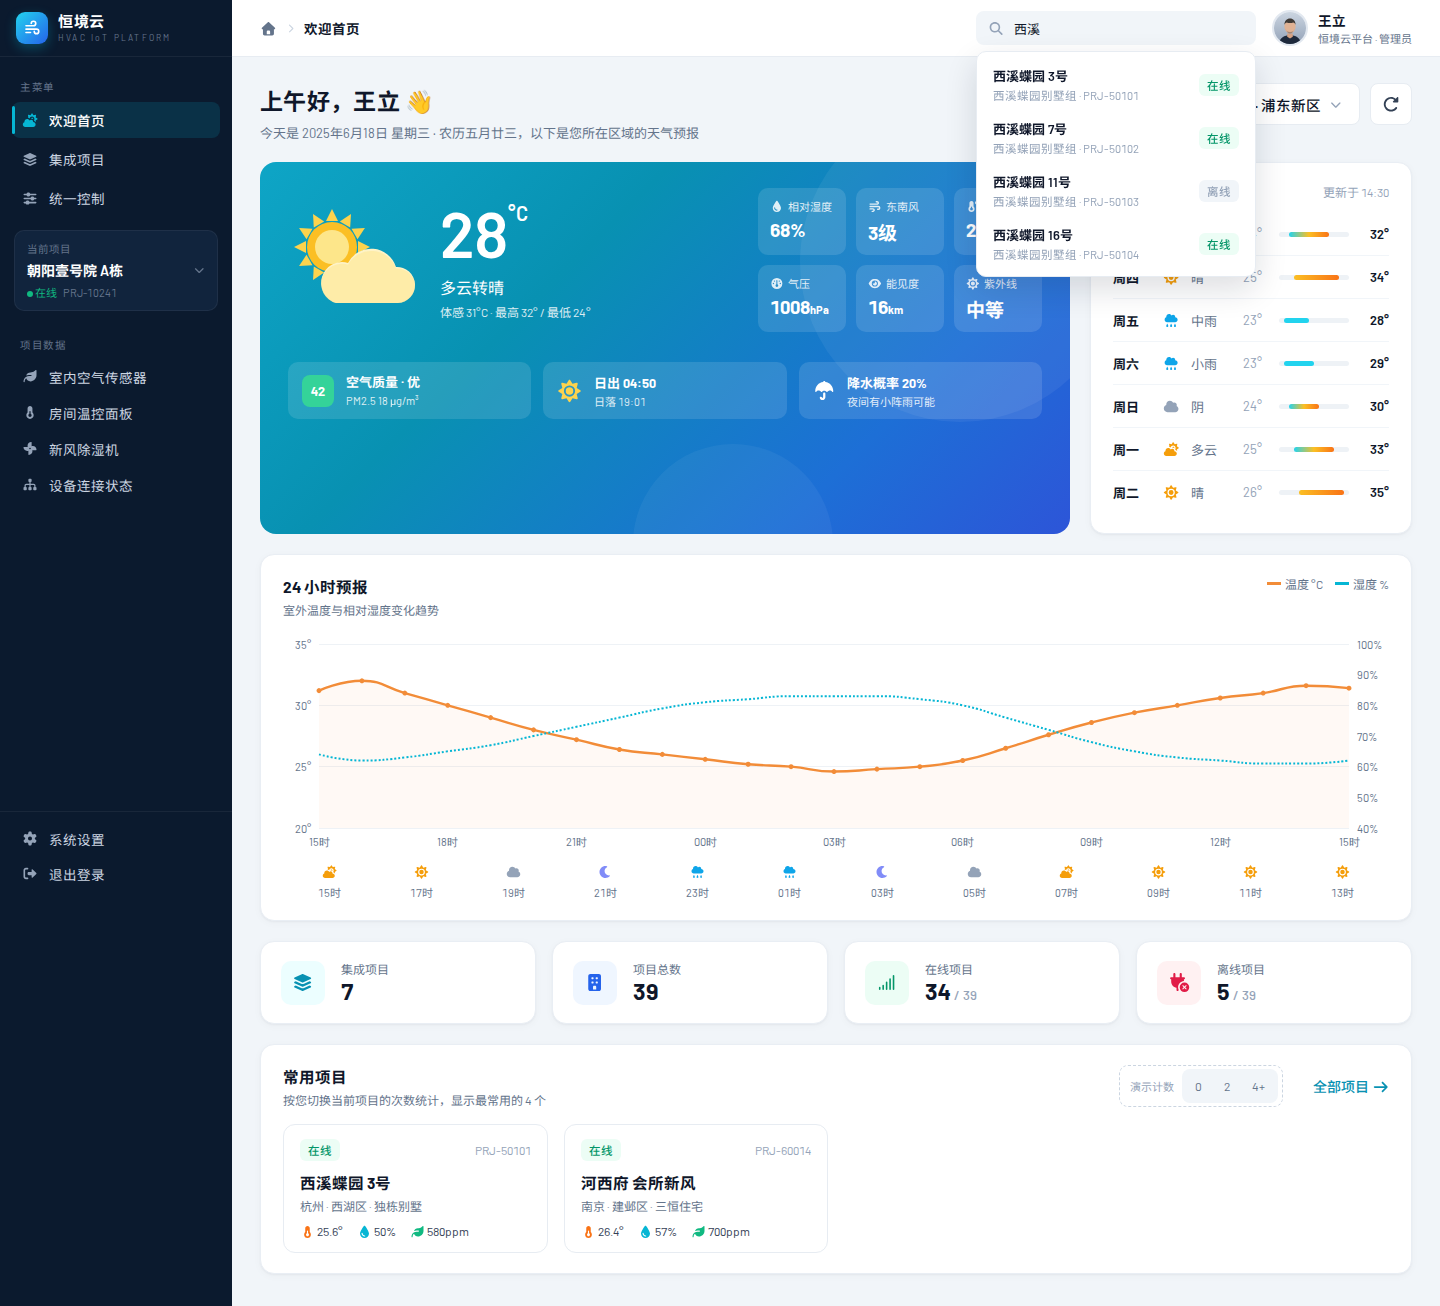 恒境云
HVAC IoT PLATFORM
主菜单
欢迎首页
集成项目
统一控制
当前项目
朝阳壹号院 A栋
在线 PRJ-10241
项目数据
室内空气传感器
房间温控面板
新风除湿机
设备连接状态
系统设置
退出登录
欢迎首页
西溪
王立
恒境云平台·管理员
西溪蝶园 3号
西溪蝶园别墅组·PRJ-50101
在线
西溪蝶园 7号
西溪蝶园别墅组·PRJ-50102
在线
西溪蝶园 11号
西溪蝶园别墅组·PRJ-50103
离线
西溪蝶园 16号
西溪蝶园别墅组·PRJ-50104
在线
上午好，王立 👋
今天是 2025年6月18日 星期三 · 农历五月廿三，以下是您所在区域的天气预报
· 浦东新区
28°C
多云转晴
体感 31°C · 最高 32° / 最低 24°
相对湿度
68%
东南风
3级
2
气压
1008hPa
能见度
16km
紫外线
中等
42
空气质量 · 优
PM2.5 18 μg/m³
日出 04:50
日落 19:01
降水概率 20%
夜间有小阵雨可能
更新于 14:30
32°
周四 晴 25° 34°
周五 中雨 23° 28°
周六 小雨 23° 29°
周日 阴 24° 30°
周一 多云 25° 33°
周二 晴 26° 35°
24 小时预报
室外温度与相对湿度变化趋势
温度 °C 湿度 %
35° 100%
90%
30° 80%
70%
25° 60%
50%
20° 40%
15时 18时 21时 00时 03时 06时 09时 12时 15时
15时 17时 19时 21时 23时 01时 03时 05时 07时 09时 11时 13时
集成项目
7
项目总数
39
在线项目
34 / 39
离线项目
5 / 39
常用项目
按您切换当前项目的次数统计，显示最常用的 4 个
演示计数 0 2 4+
全部项目 →
在线 PRJ-50101
西溪蝶园 3号
杭州 · 西湖区 · 独栋别墅
25.6° 50% 580ppm
在线 PRJ-60014
河西府 会所新风
南京 · 建邺区 · 三恒住宅
26.4° 57% 700ppm